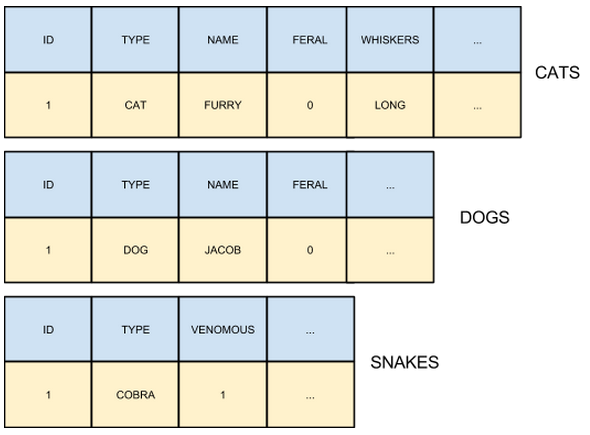 ID TYPE NAME FERAL WHISKERS ...
CATS
1 CAT FURRY 0 LONG ...
ID TYPE NAME FERAL ...
DOGS
1 DOG JACOB 0 ...
ID TYPE VENOMOUS ...
SNAKES
1 COBRA 1 ...